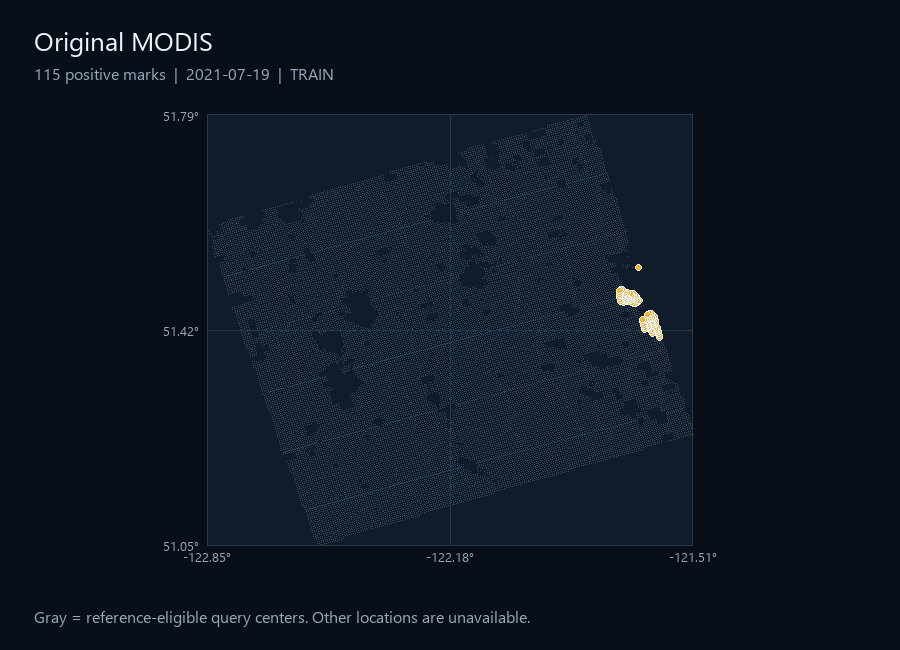 Original MODIS
115 positive marks | 2021-07-19 | TRAIN
51.79°
51.42°
51.05°
-122.85°
-122.18°
-121.51°
Gray = reference-eligible query centers. Other locations are unavailable.